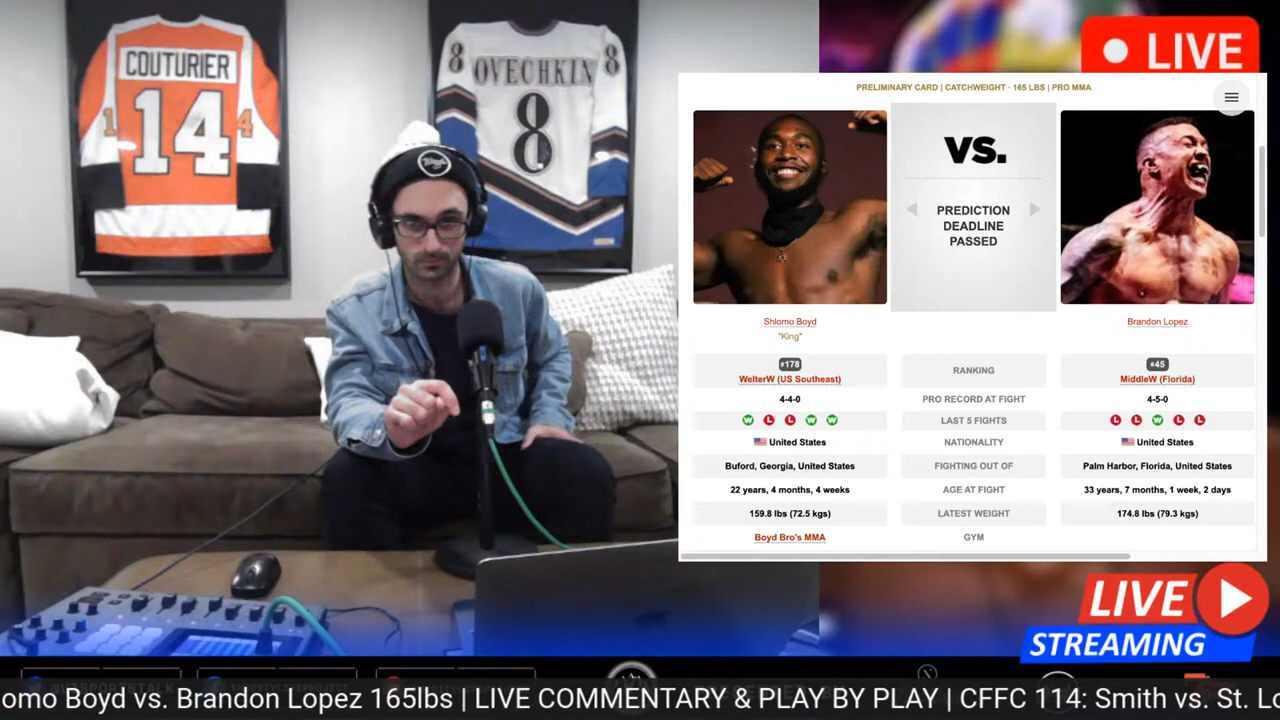 COUTURIER
14
1
4
OVECHKIN
8
8
8
LIVE
PRELIMINARY CARD | CATCHWEIGHT · 165 LBS | PRO MMA
VS.
PREDICTION
DEADLINE
PASSED
Shlomo Boyd
"King"
Brandon Lopez
#178
WelterW (US Southeast)
RANKING
#45
MiddleW (Florida)
4-4-0
PRO RECORD AT FIGHT
4-5-0
W L L W W
LAST 5 FIGHTS
L L W L L
United States
NATIONALITY
United States
Buford, Georgia, United States
FIGHTING OUT OF
Palm Harbor, Florida, United States
22 years, 4 months, 4 weeks
AGE AT FIGHT
33 years, 7 months, 1 week, 2 days
159.8 lbs (72.5 kgs)
LATEST WEIGHT
174.8 lbs (79.3 kgs)
Boyd Bro's MMA
GYM
LIVE
STREAMING
omo Boyd vs. Brandon Lopez 165lbs | LIVE COMMENTARY & PLAY BY PLAY | CFFC 114: Smith vs. St. Lo